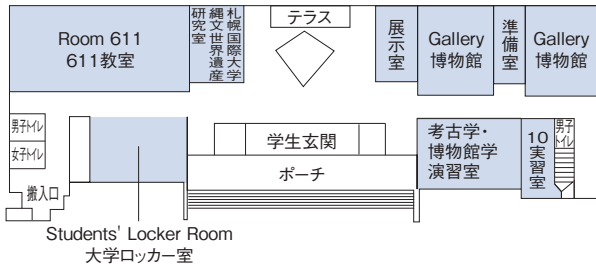 Room 611
611教室
札幌国際大学
縄文世界遺産
研究室
テラス
展示室
Gallery
博物館
準備室
Gallery
博物館
男子トイレ
女子トイレ
搬入口
学生玄関
ポーチ
考古学・
博物館学
演習室
10実習室
男子
トイレ
Students' Locker Room
大学ロッカー室